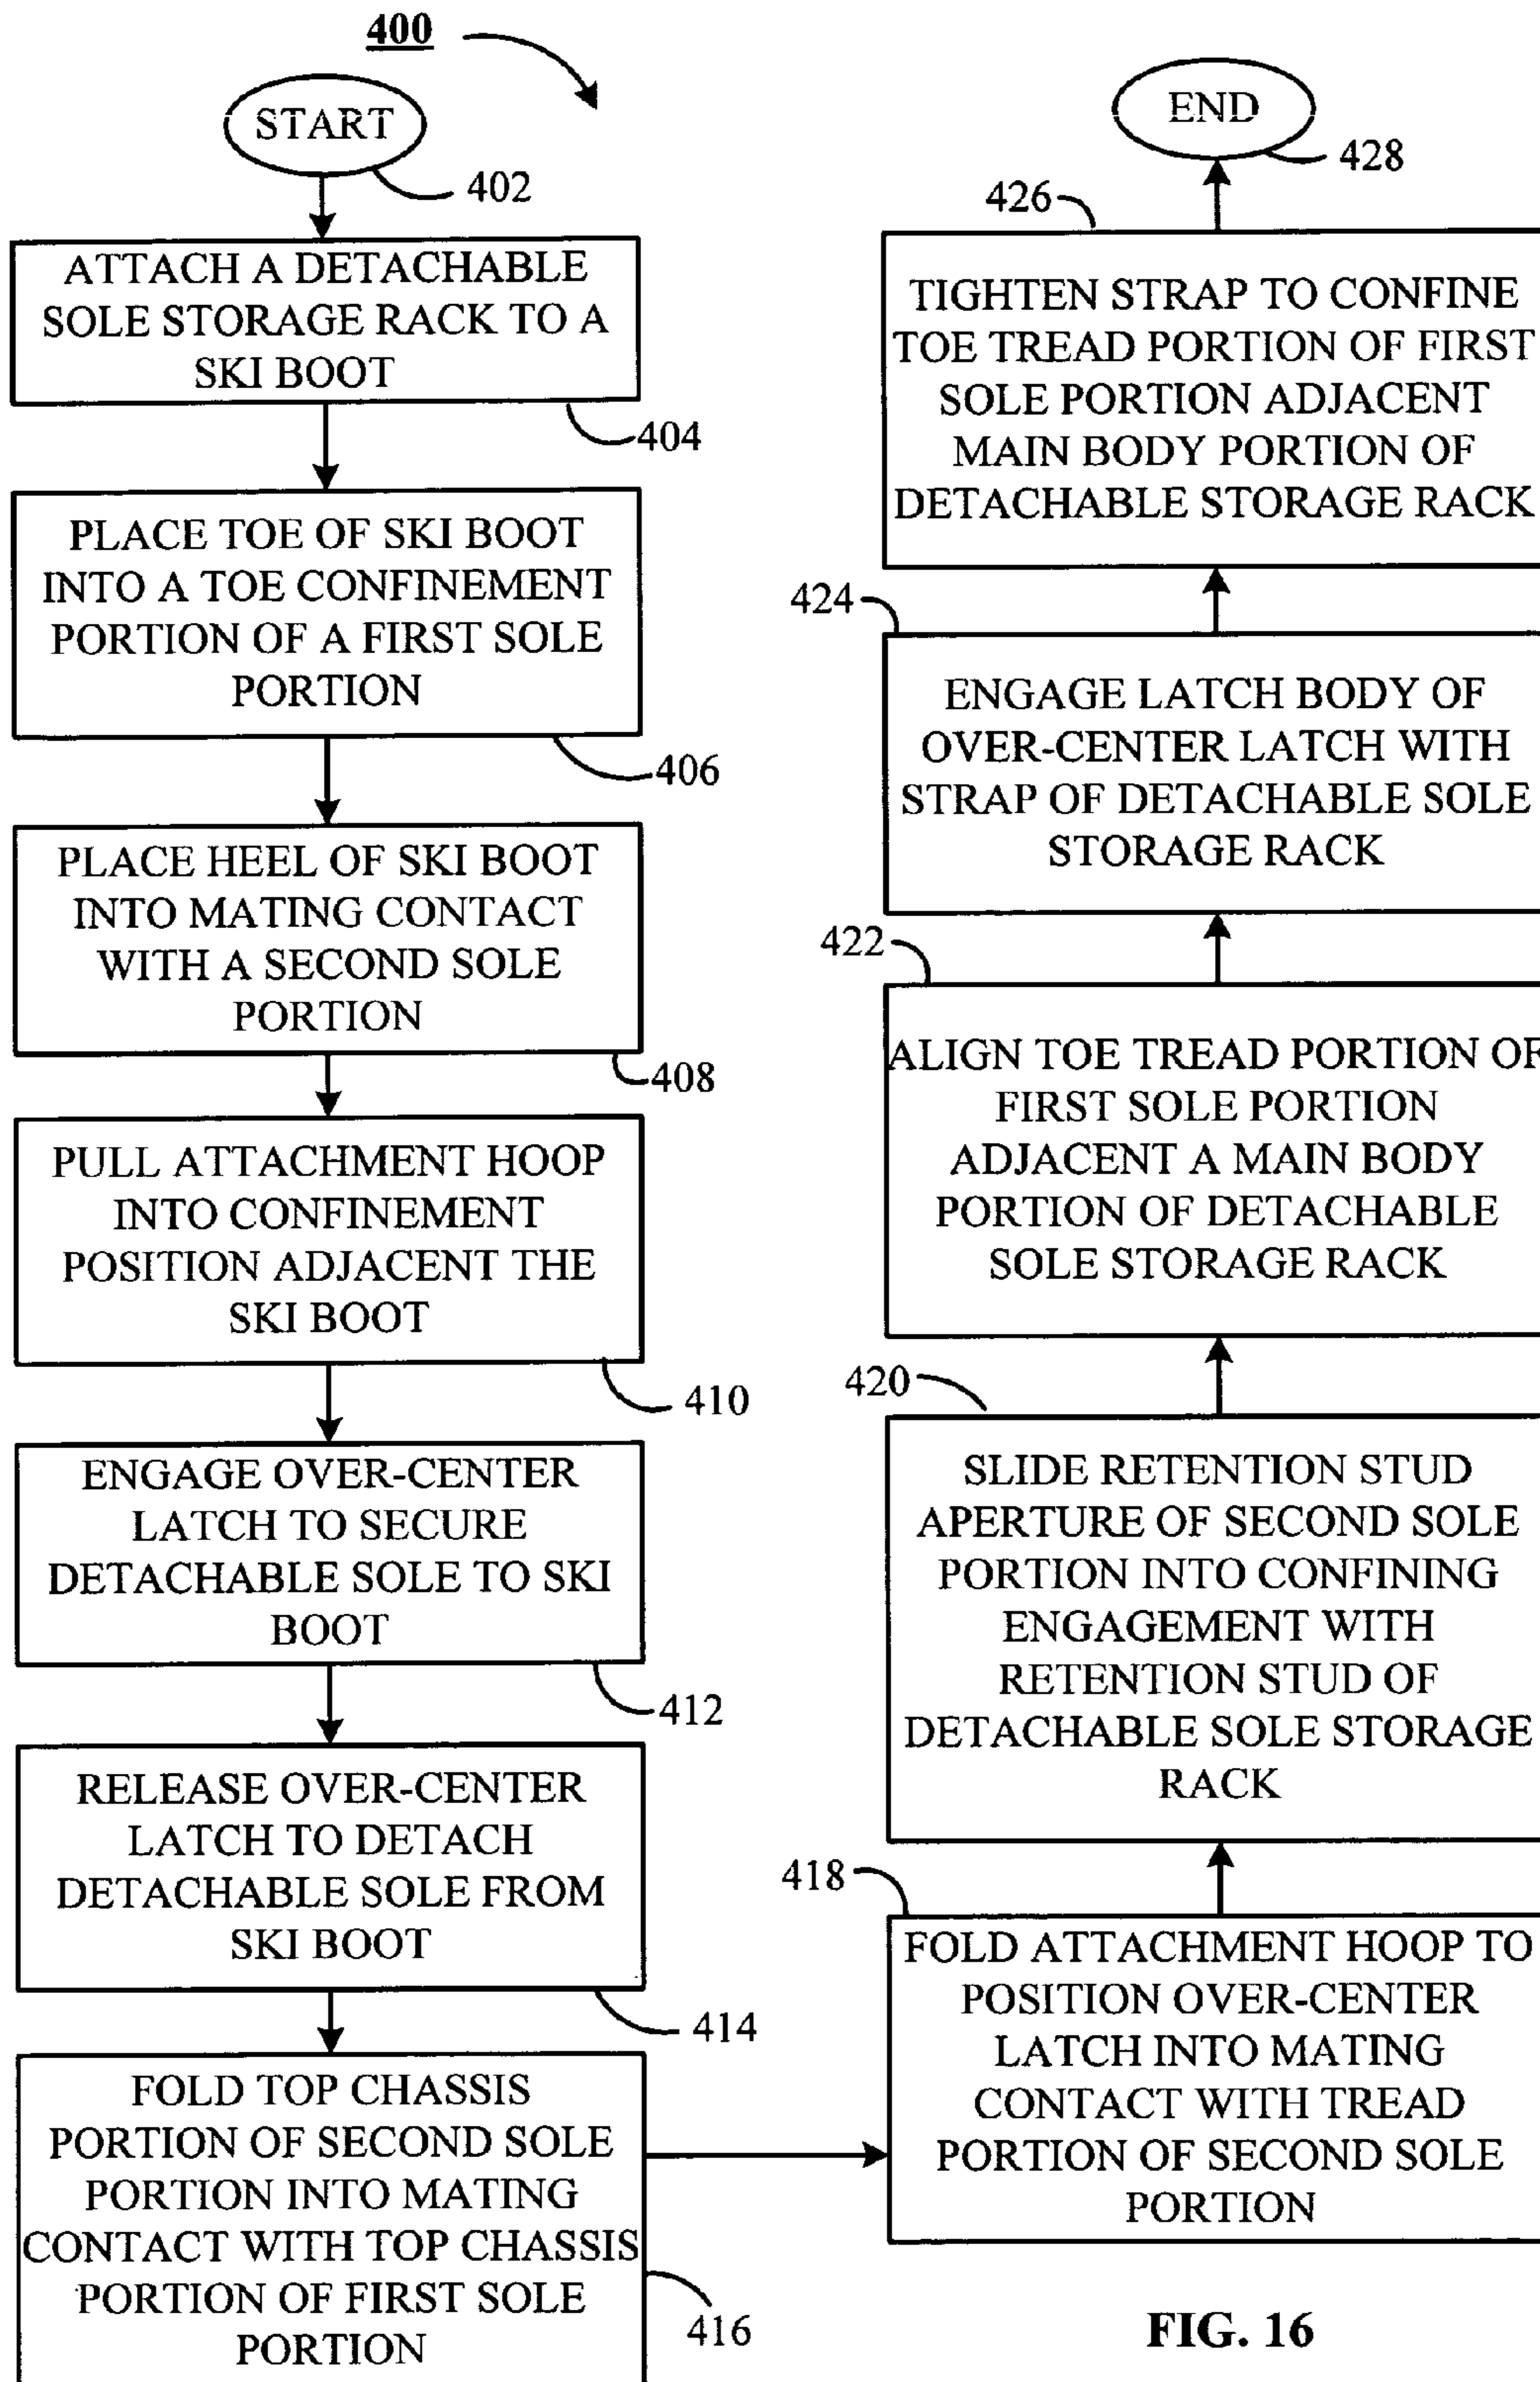 400
START
402
ATTACH A DETACHABLE
SOLE STORAGE RACK TO A
SKI BOOT
404
PLACE TOE OF SKI BOOT
INTO A TOE CONFINEMENT
PORTION OF A FIRST SOLE
PORTION
406
PLACE HEEL OF SKI BOOT
INTO MATING CONTACT
WITH A SECOND SOLE
PORTION
408
PULL ATTACHMENT HOOP
INTO CONFINEMENT
POSITION ADJACENT THE
SKI BOOT
410
ENGAGE OVER-CENTER
LATCH TO SECURE
DETACHABLE SOLE TO SKI
BOOT
412
RELEASE OVER-CENTER
LATCH TO DETACH
DETACHABLE SOLE FROM
SKI BOOT
414
FOLD TOP CHASSIS
PORTION OF SECOND SOLE
PORTION INTO MATING
CONTACT WITH TOP CHASSIS
PORTION OF FIRST SOLE
PORTION
416
418
FOLD ATTACHMENT HOOP TO
POSITION OVER-CENTER
LATCH INTO MATING
CONTACT WITH TREAD
PORTION OF SECOND SOLE
PORTION
420
SLIDE RETENTION STUD
APERTURE OF SECOND SOLE
PORTION INTO CONFINING
ENGAGEMENT WITH
RETENTION STUD OF
DETACHABLE SOLE STORAGE
RACK
422
ALIGN TOE TREAD PORTION OF
FIRST SOLE PORTION
ADJACENT A MAIN BODY
PORTION OF DETACHABLE
SOLE STORAGE RACK
424
ENGAGE LATCH BODY OF
OVER-CENTER LATCH WITH
STRAP OF DETACHABLE SOLE
STORAGE RACK
426
TIGHTEN STRAP TO CONFINE
TOE TREAD PORTION OF FIRST
SOLE PORTION ADJACENT
MAIN BODY PORTION OF
DETACHABLE STORAGE RACK
END
428
FIG. 16